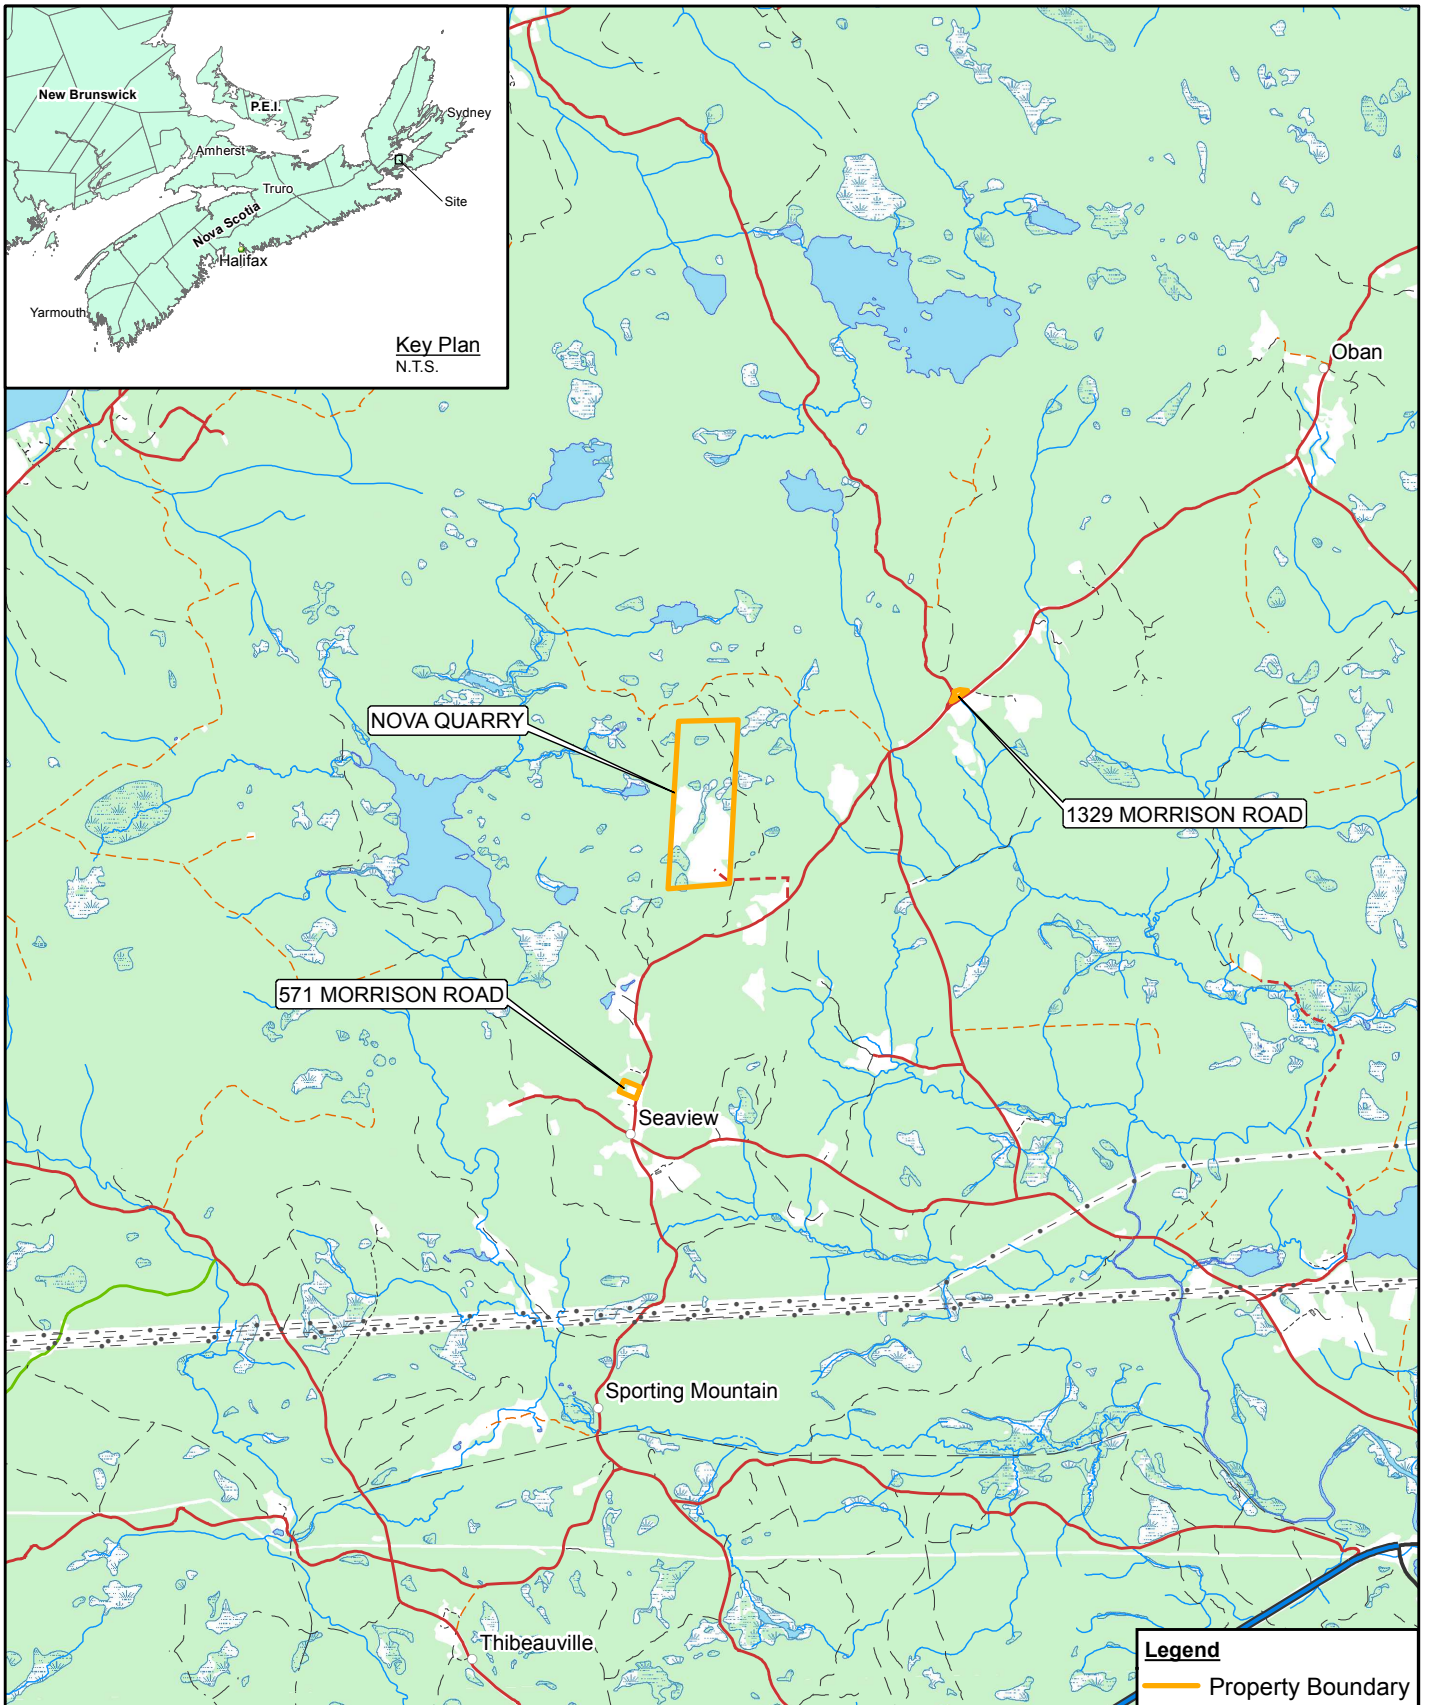 New Brunswick
P.E.I.
Sydney
Amherst
Truro
Site
Nova Scotia
Halifax
Yarmouth
Key Plan
N.T.S.
Oban
NOVA QUARRY
1329 MORRISON ROAD
571 MORRISON ROAD
Seaview
Sporting Mountain
Thibeauville
Legend
Property Boundary